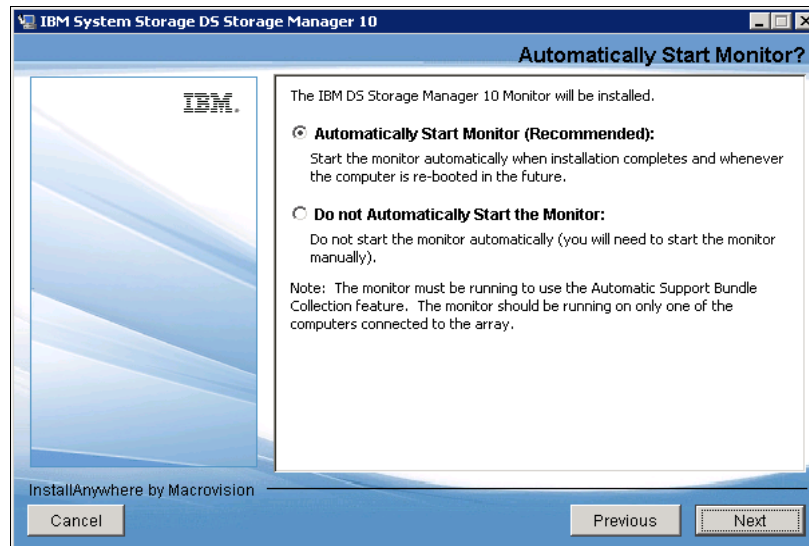 IBM System Storage DS Storage Manager 10
Automatically Start Monitor?
IBM.
The IBM DS Storage Manager 10 Monitor will be installed.
Automatically Start Monitor (Recommended):
Start the monitor automatically when installation completes and whenever
the computer is re-booted in the future.
Do not Automatically Start the Monitor:
Do not start the monitor automatically (you will need to start the monitor
manually).
Note: The monitor must be running to use the Automatic Support Bundle
Collection feature. The monitor should be running on only one of the
computers connected to the array.
InstallAnywhere by Macrovision
Cancel
Previous
Next